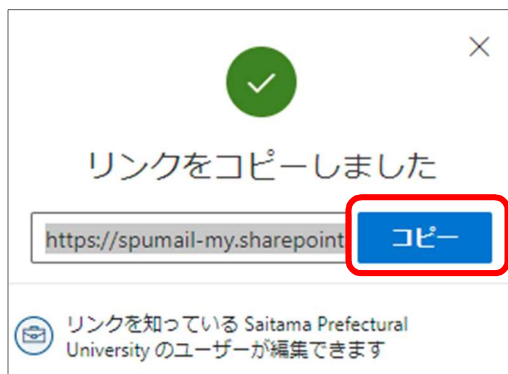 リンクをコピーしました
https://spumail-my.sharepoint
コピー
リンクを知っている Saitama Prefectural
University のユーザーが編集できます